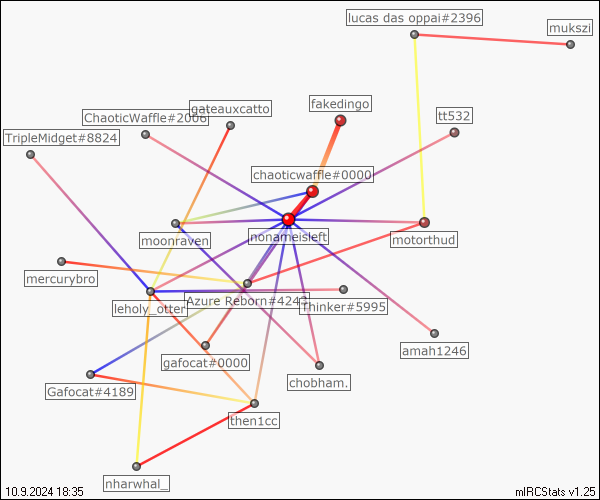 lucas das oppai#2396
mukszi
fakedingo
gateauxcatto
ChaoticWaffle#2006
tt532
TripleMidget#8824
chaoticwaffle#0000
nonameisleft
moonraven
motorthud
mercurybro
Azure Reborn#4243
leholy_otter
Thinker#5995
amah1246
gafocat#0000
chobham.
Gafocat#4189
then1cc
nharwhal_
10.9.2024 18:35
mIRCStats v1.25